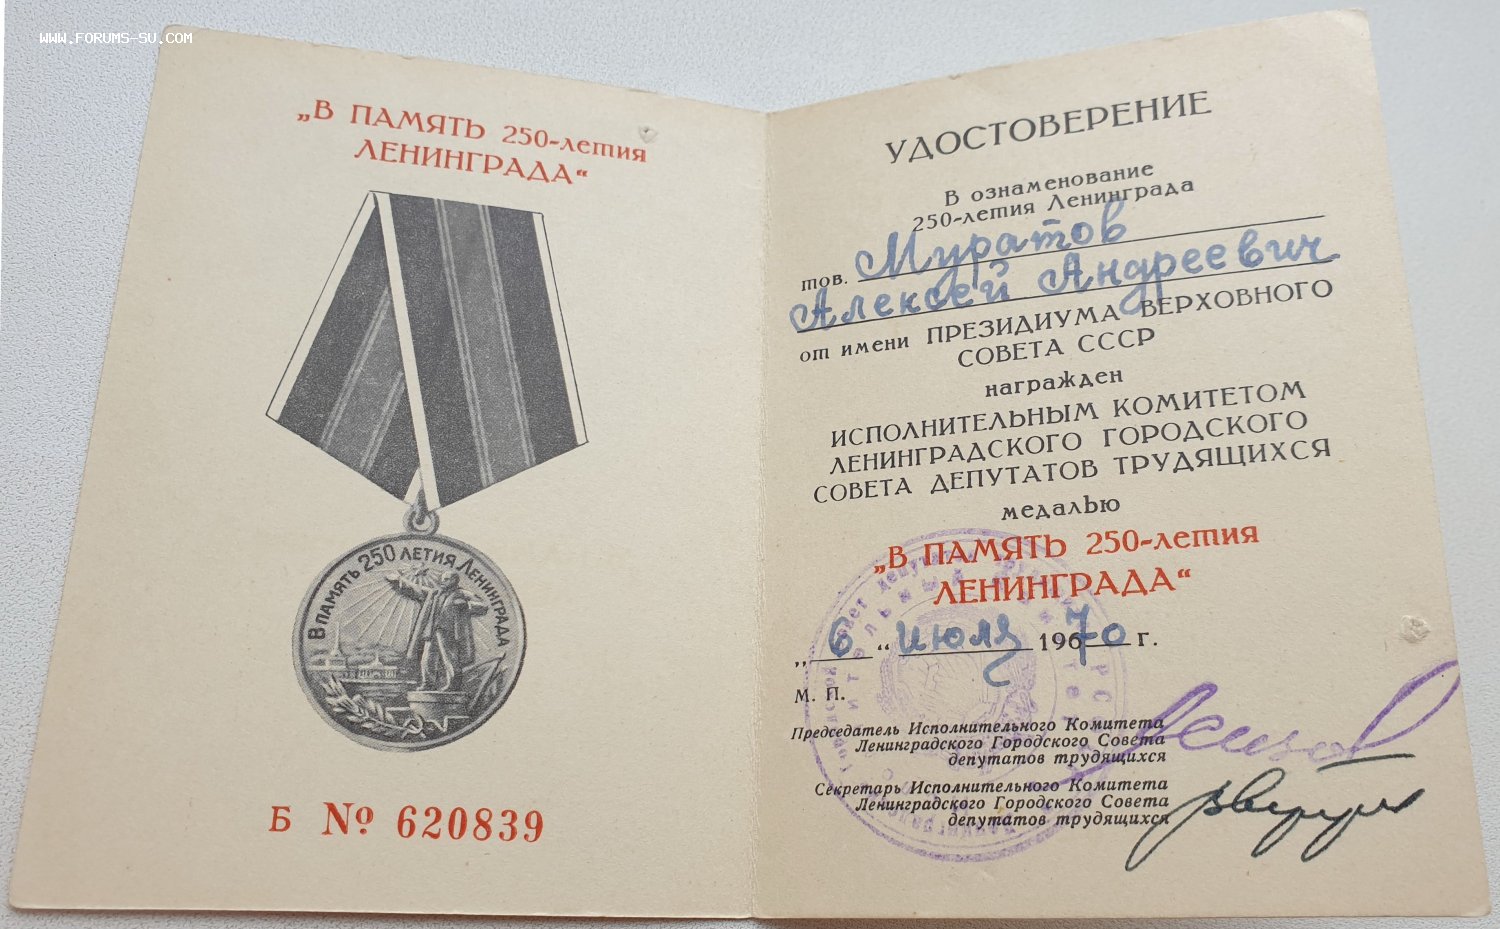 WWW.FORUMS-SU.COM
„В ПАМЯТЬ 250-летия
ЛЕНИНГРАДА“
В ПАМЯТЬ 250 ЛЕТИЯ ЛЕНИНГРАДА
Б № 620839
УДОСТОВЕРЕНИЕ
В ознаменование
250-летия Ленинграда
тов. Муратов
Алексей Андреевич
от имени ПРЕЗИДИУМА ВЕРХОВНОГО
СОВЕТА СССР
награжден
ИСПОЛНИТЕЛЬНЫМ КОМИТЕТОМ
ЛЕНИНГРАДСКОГО ГОРОДСКОГО
СОВЕТА ДЕПУТАТОВ ТРУДЯЩИХСЯ
медалью
„В ПАМЯТЬ 250-летия
ЛЕНИНГРАДА“
„6“ июля 19670 г.
М. П.
Председатель Исполнительного Комитета
Ленинградского Городского Совета
депутатов трудящихся
Секретарь Исполнительного Комитета
Ленинградского Городского Совета
депутатов трудящихся